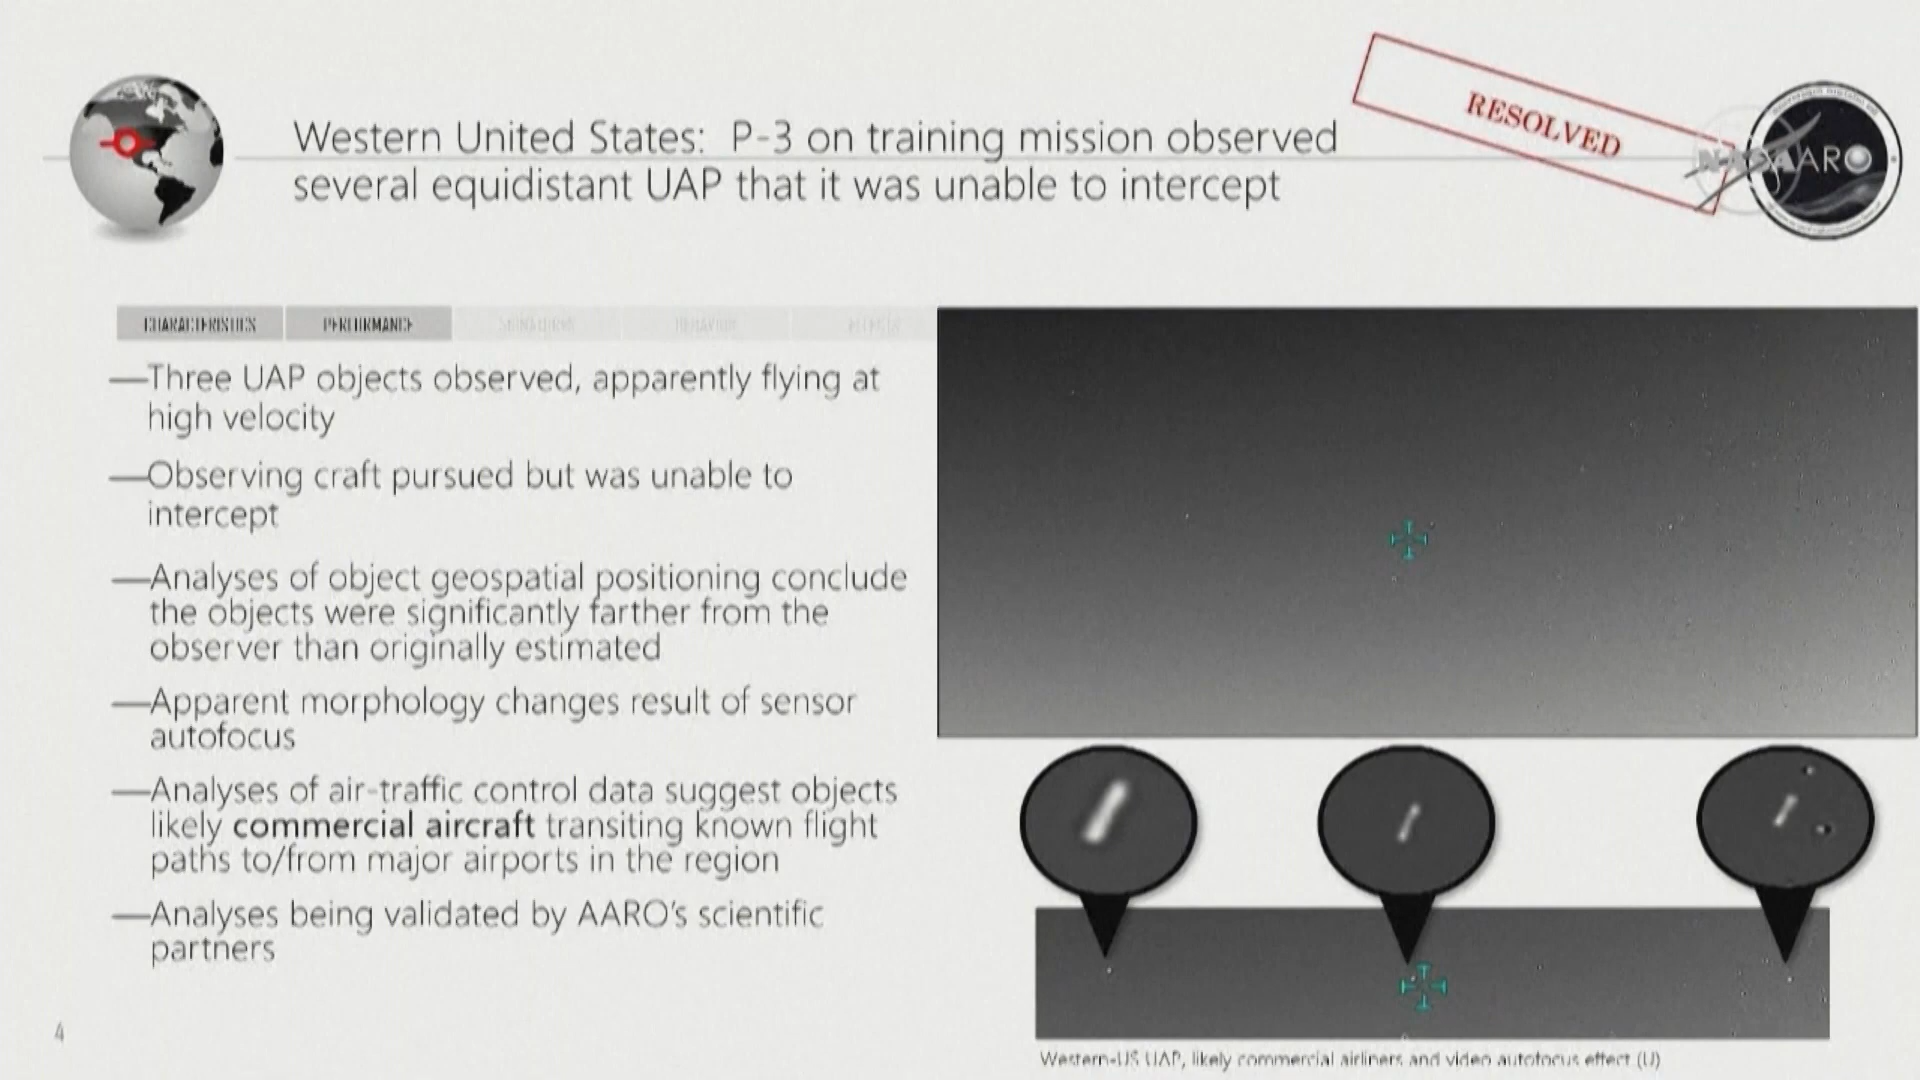 RESOLVED
Western United States: P-3 on training mission observed
several equidistant UAP that it was unable to intercept
NASA
AARO
CHARACTERISTICS PERFORMANCE BEHAVIOR
—Three UAP objects observed, apparently flying at
high velocity
—Observing craft pursued but was unable to
intercept
—Analyses of object geospatial positioning conclude
the objects were significantly farther from the
observer than originally estimated
—Apparent morphology changes result of sensor
autofocus
—Analyses of air-traffic control data suggest objects
likely commercial aircraft transiting known flight
paths to/from major airports in the region
—Analyses being validated by AARO's scientific
partners
4
Western-US UAP, likely commercial airliners and video autofocus effect (U)